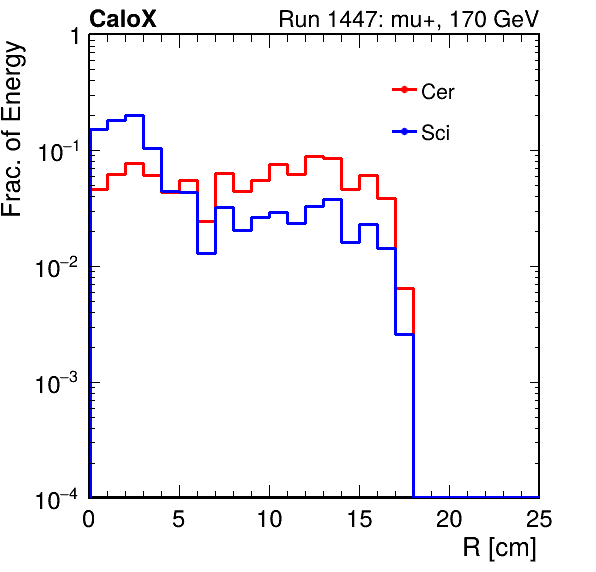 CaloX Run 1447: mu+, 170 GeV
Frac. of Energy
1
10⁻¹
10⁻²
10⁻³
10⁻⁴
Cer
Sci
0 5 10 15 20 25
R [cm]